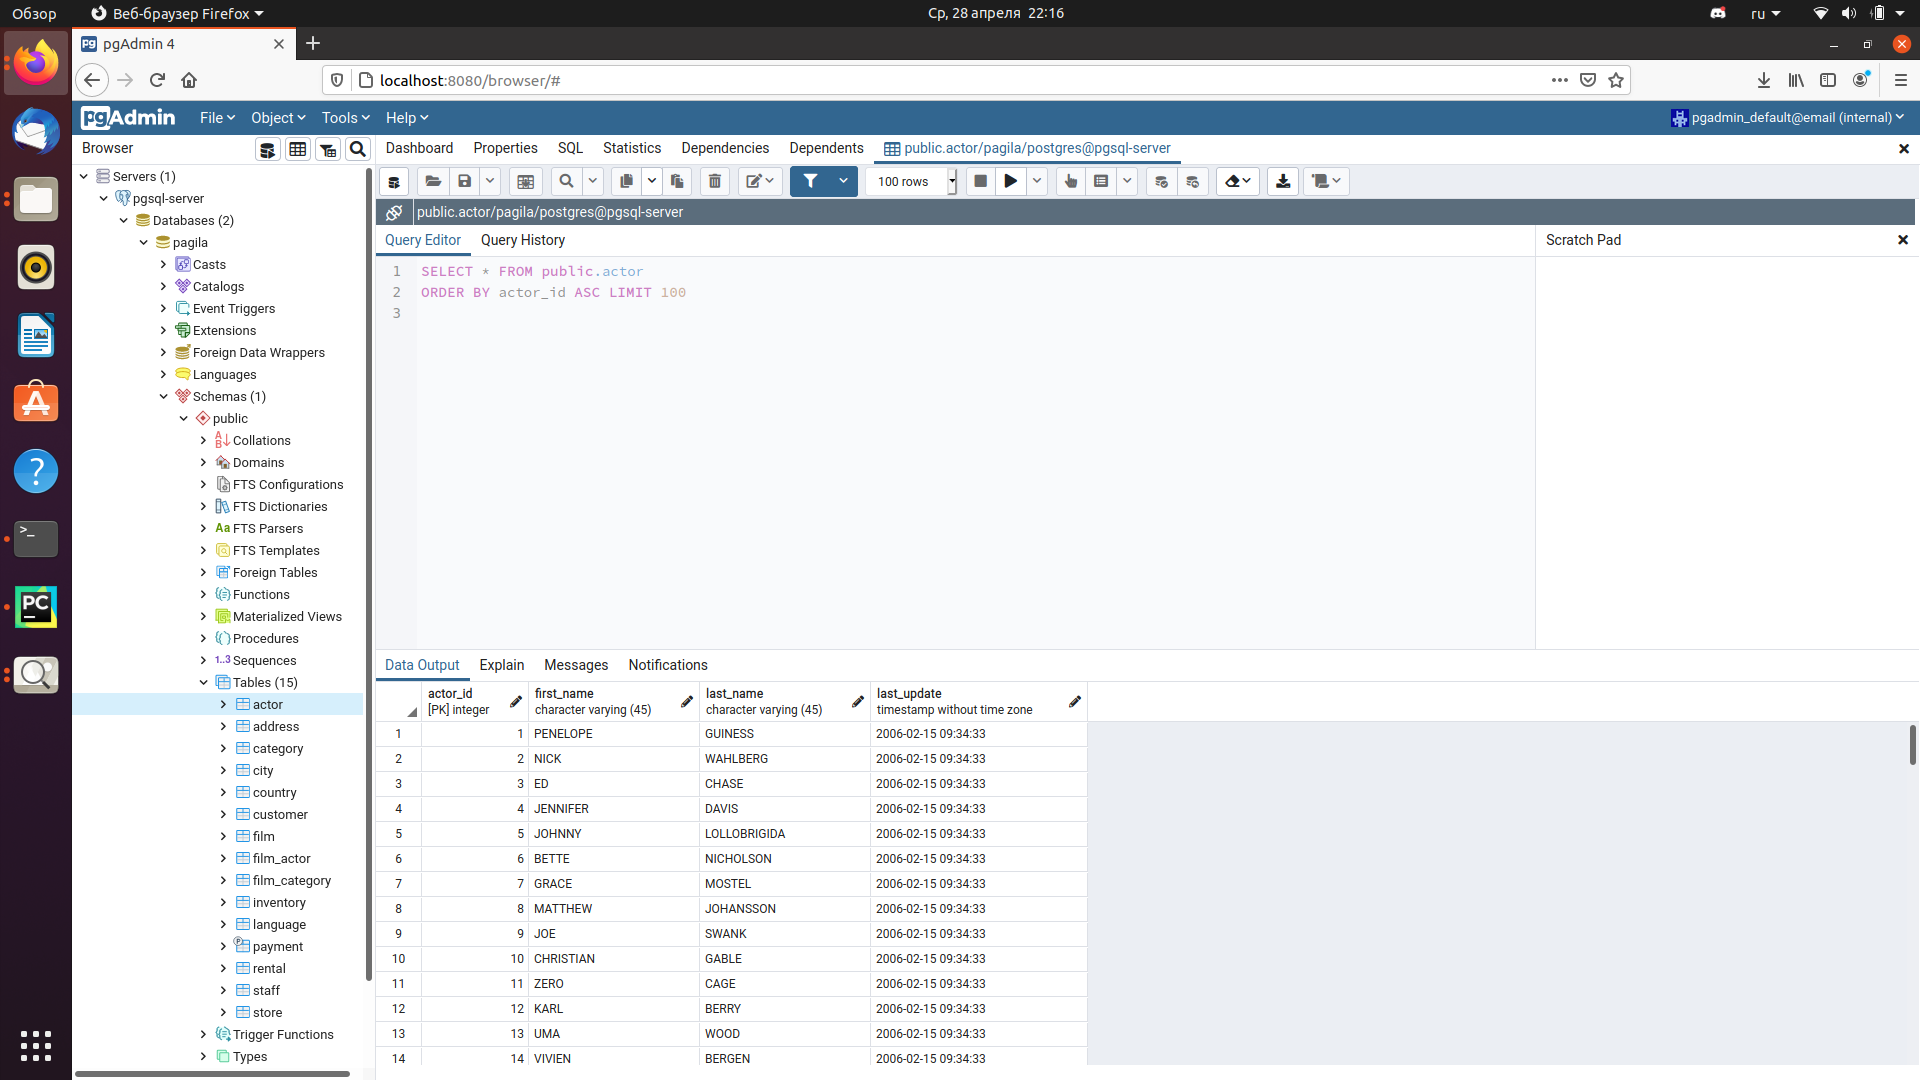 Обзор
Веб-браузер Firefox
Ср, 28 апреля 22:16
ru
pgAdmin 4
localhost:8080/browser/#
pgAdmin
File
Object
Tools
Help
pgadmin_default@email (internal)
Browser
Dashboard
Properties
SQL
Statistics
Dependencies
Dependents
public.actor/pagila/postgres@pgsql-server
100 rows
public.actor/pagila/postgres@pgsql-server
Query Editor
Query History
Scratch Pad
1 SELECT * FROM public.actor
2 ORDER BY actor_id ASC LIMIT 100
3
Servers (1)
pgsql-server
Databases (2)
pagila
Casts
Catalogs
Event Triggers
Extensions
Foreign Data Wrappers
Languages
Schemas (1)
public
Collations
Domains
FTS Configurations
FTS Dictionaries
Aa FTS Parsers
FTS Templates
Foreign Tables
Functions
Materialized Views
Procedures
1..3 Sequences
Tables (15)
actor
address
category
city
country
customer
film
film_actor
film_category
inventory
language
payment
rental
staff
store
Trigger Functions
Types
PC
Data Output
Explain
Messages
Notifications
actor_id
[PK] integer
first_name
character varying (45)
last_name
character varying (45)
last_update
timestamp without time zone
1 1 PENELOPE GUINESS 2006-02-15 09:34:33
2 2 NICK WAHLBERG 2006-02-15 09:34:33
3 3 ED CHASE 2006-02-15 09:34:33
4 4 JENNIFER DAVIS 2006-02-15 09:34:33
5 5 JOHNNY LOLLOBRIGIDA 2006-02-15 09:34:33
6 6 BETTE NICHOLSON 2006-02-15 09:34:33
7 7 GRACE MOSTEL 2006-02-15 09:34:33
8 8 MATTHEW JOHANSSON 2006-02-15 09:34:33
9 9 JOE SWANK 2006-02-15 09:34:33
10 10 CHRISTIAN GABLE 2006-02-15 09:34:33
11 11 ZERO CAGE 2006-02-15 09:34:33
12 12 KARL BERRY 2006-02-15 09:34:33
13 13 UMA WOOD 2006-02-15 09:34:33
14 14 VIVIEN BERGEN 2006-02-15 09:34:33